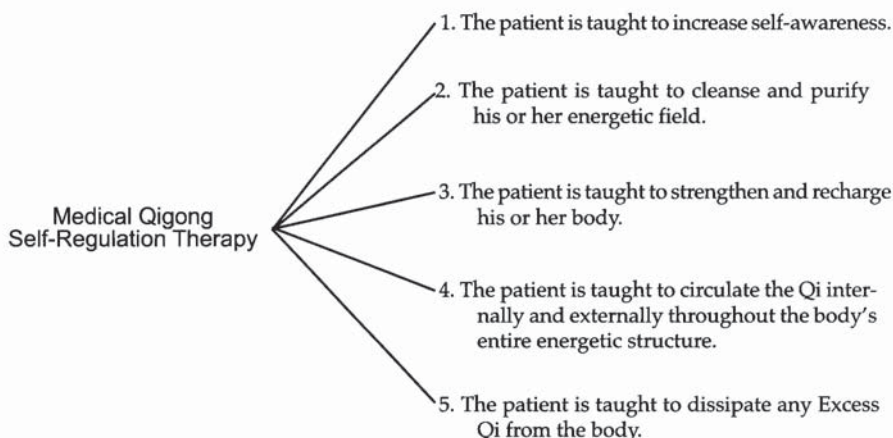 1. The patient is taught to increase self-awareness.
2. The patient is taught to cleanse and purify
his or her energetic field.
Medical Qigong
Self-Regulation Therapy
3. The patient is taught to strengthen and recharge
his or her body.
4. The patient is taught to circulate the Qi inter-
nally and externally throughout the body's
entire energetic structure.
5. The patient is taught to dissipate any Excess
Qi from the body.